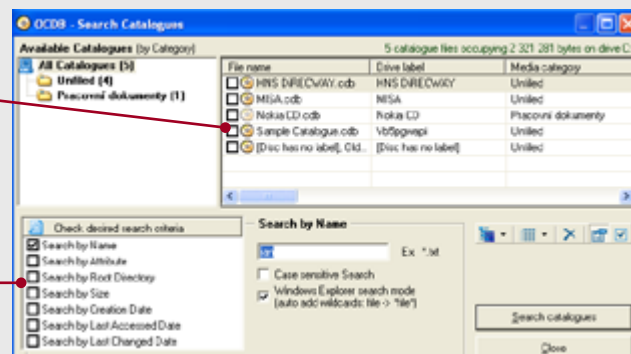 OCDB - Search Catalogues
Available Catalogues (by Category)
5 catalogue files occupying 2 321 281 bytes on drive C:
All Catalogues (5)
Unfiled (4)
Pracovní dokumenty (1)
File name Drive label Media category
HNS DIRECWAY.cdb HNS DIRECWAY Unfiled
MISA.cdb MISA Unfiled
Nokia CD.cdb Nokia CD Pracovní dokumenty
Sample Catalogue.cdb Unfiled
[Disc has no label], Old.. [Disc has no label] Unfiled
Check desired search criteria
Search by Name
Search by Attribute
Search by Root Directory
Search by Size
Search by Creation Date
Search by Last Accessed Date
Search by Last Changed Date
Search by Name
Ex *.txt
Case sensitive Search
Windows Explorer search mode
(auto add wildcards: file -> *file*)
Search catalogues
Close